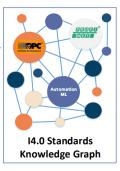 OPC
Automation
ML
I4.0 Standards
Knowledge Graph